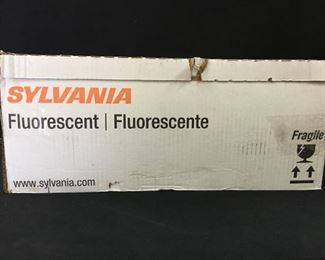 SYLVANIA
Fluorescent | Fluorescente
Fragile
www.sylvania.com